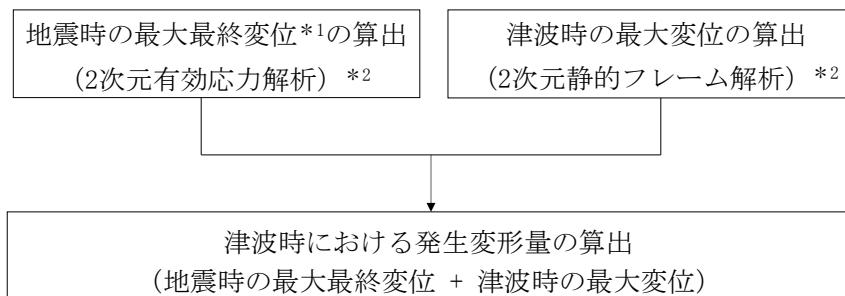 地震時の最大最終変位*1の算出
（2次元有効応力解析）*2
津波時の最大変位の算出
（2次元静的フレーム解析）*2
津波時における発生変形量の算出
（地震時の最大最終変位 + 津波時の最大変位）